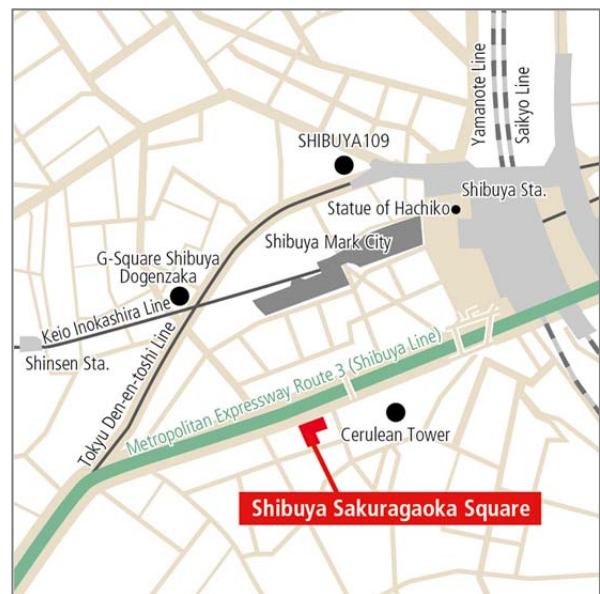 Yamanote Line
Saikyo Line
SHIBUYA109
Shibuya Sta.
Statue of Hachiko
Shibuya Mark City
G-Square Shibuya
Dogenzaka
Keio Inokashira Line
Shinsen Sta.
Tokyu Den-en-toshi Line
Metropolitan Expressway Route 3 (Shibuya Line)
Cerulean Tower
Shibuya Sakuragaoka Square